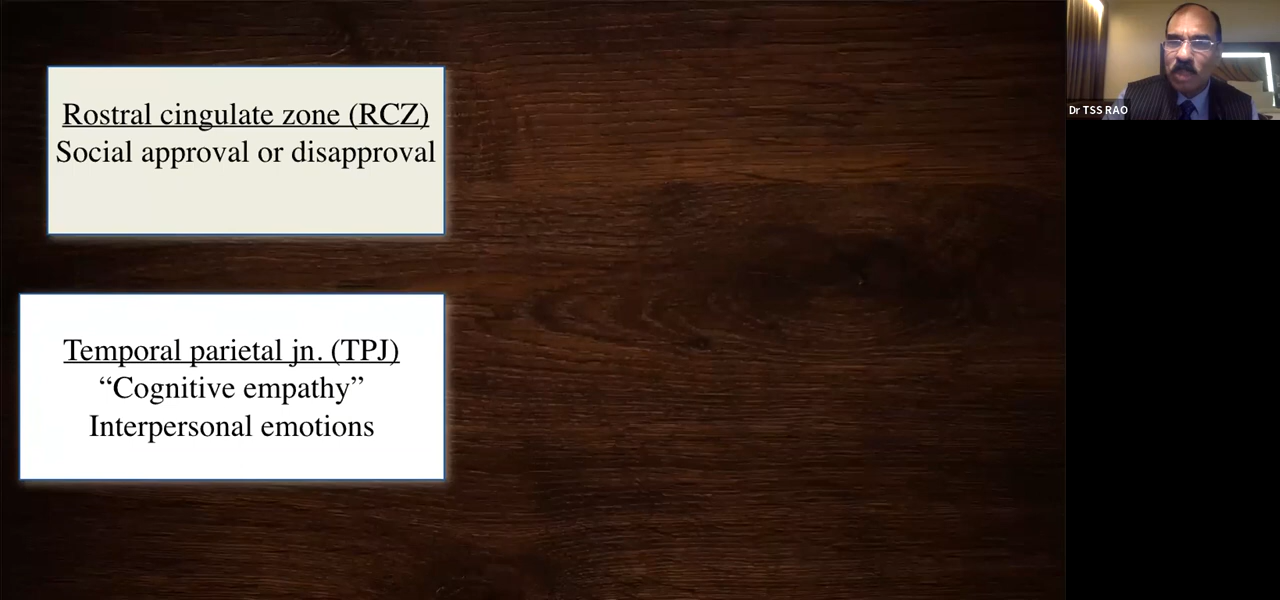 Rostral cingulate zone (RCZ)
Social approval or disapproval
Temporal parietal jn. (TPJ)
“Cognitive empathy”
Interpersonal emotions
Dr TSS RAO